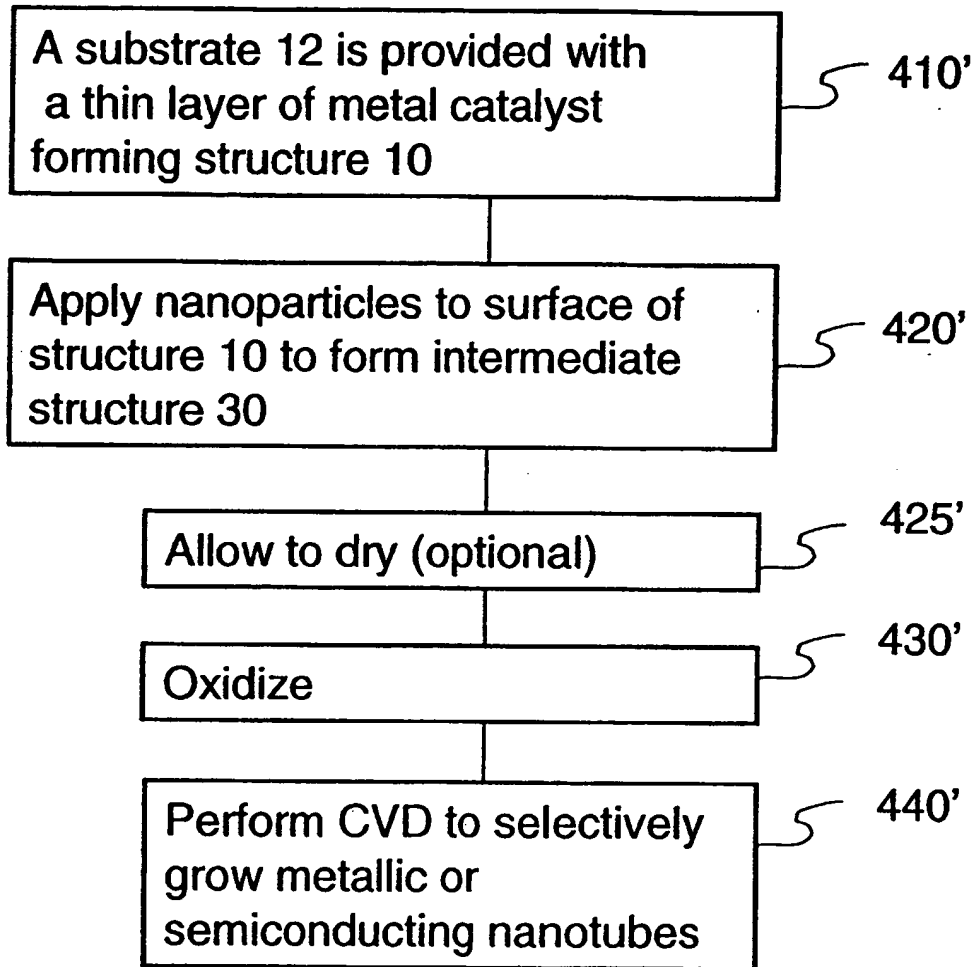 A substrate 12 is provided with
a thin layer of metal catalyst
forming structure 10
410’
Apply nanoparticles to surface of
structure 10 to form intermediate
structure 30
420’
Allow to dry (optional)
425’
Oxidize
430’
Perform CVD to selectively
grow metallic or
semiconducting nanotubes
440’